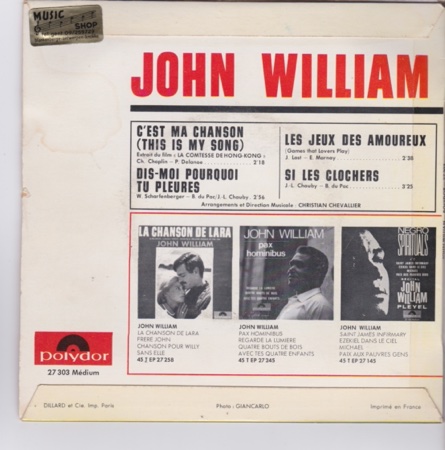 MUSIC
SHOP
JOHN WILLIAM
C'EST MA CHANSON
(THIS IS MY SONG)
Extrait du film : LA COMTESSE DE HONG-KONG
Ch. Chaplin - P. Delanoe 2'18
DIS-MOI POURQUOI
TU PLEURES
W. Scharfenberger - B. du Pac/J.-L. Chauby 2'56
LES JEUX DES AMOUREUX
(Games that Lovers Play)
J. Last - E. Marnay 2'38
SI LES CLOCHERS
J.-L. Chauby - B. du Pac 3'25
Arrangements et Direction Musicale : CHRISTIAN CHEVALLIER
LA CHANSON DE LARA
JOHN WILLIAM
JOHN WILLIAM
pax
hominibus
NEGRO
SPIRITUALS
JOHN
WILLIAM
PLEYEL
JOHN WILLIAM
LA CHANSON DE LARA
FRERE JOHN
CHANSON POUR WILLY
SANS ELLE
45 T EP 27 258
JOHN WILLIAM
PAX HOMINIBUS
REGARDE LA LUMIERE
QUATRE BOUTS DE BOIS
AVEC TES QUATRE ENFANTS
45 T EP 27 245
JOHN WILLIAM
SAINT JAMES INFIRMARY
EZEKIEL DANS LE CIEL
MICHAEL
PAIX AUX PAUVRES GENS
45 T EP 27 145
polydor
27 303 Médium
DILLARD et Cie. Imp. Paris
Photo : GIANCARLO
Imprimé en France